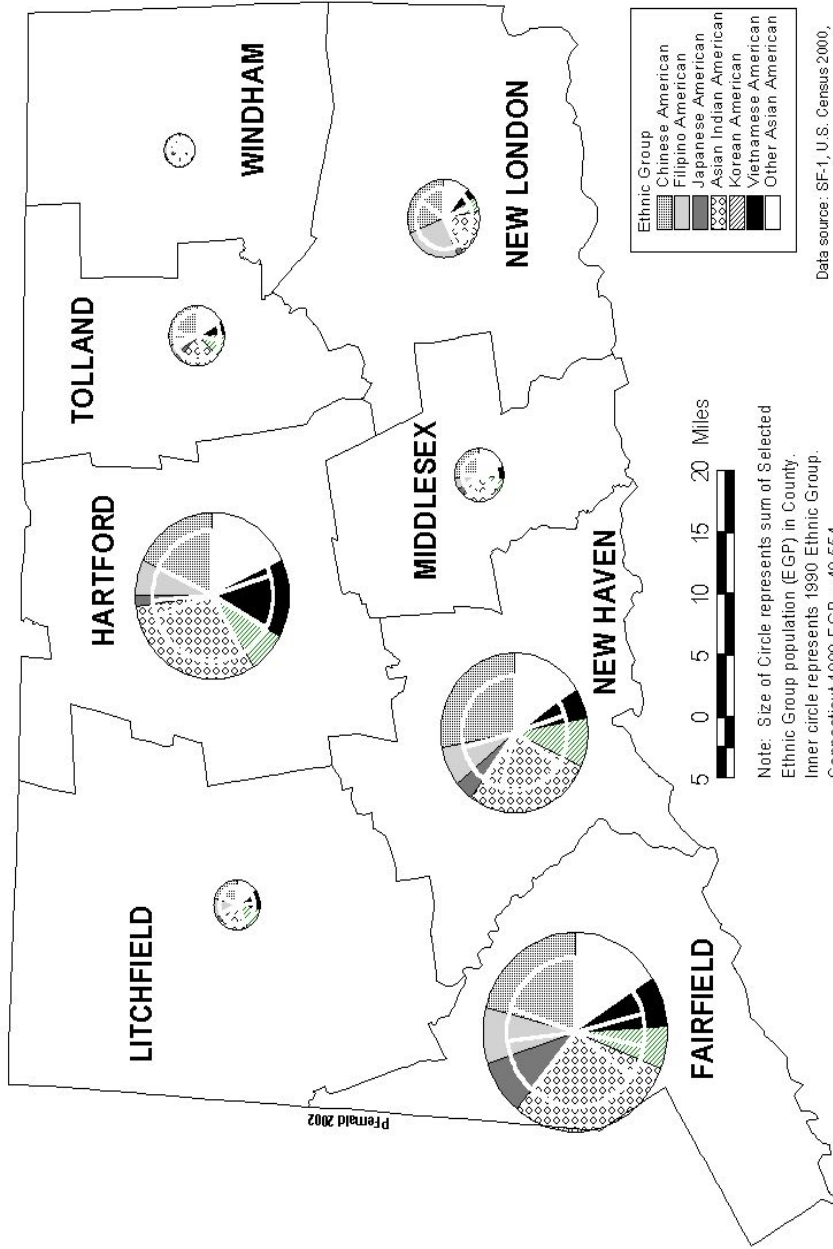 LITCHFIELD
HARTFORD
TOLLAND
WINDHAM
FAIRFIELD
NEW HAVEN
MIDDLESEX
NEW LONDON
PFernald 2002
Ethnic Group
Chinese American
Filipino American
Japanese American
Asian Indian American
Korean American
Vietnamese American
Other Asian American
5 0 5 10 15 20 Miles
Note: Size of Circle represents sum of Selected
Ethnic Group population (EGP) in County.
Inner circle represents 1990 Ethnic Group.
Data source: SF-1, U.S. Census 2000,